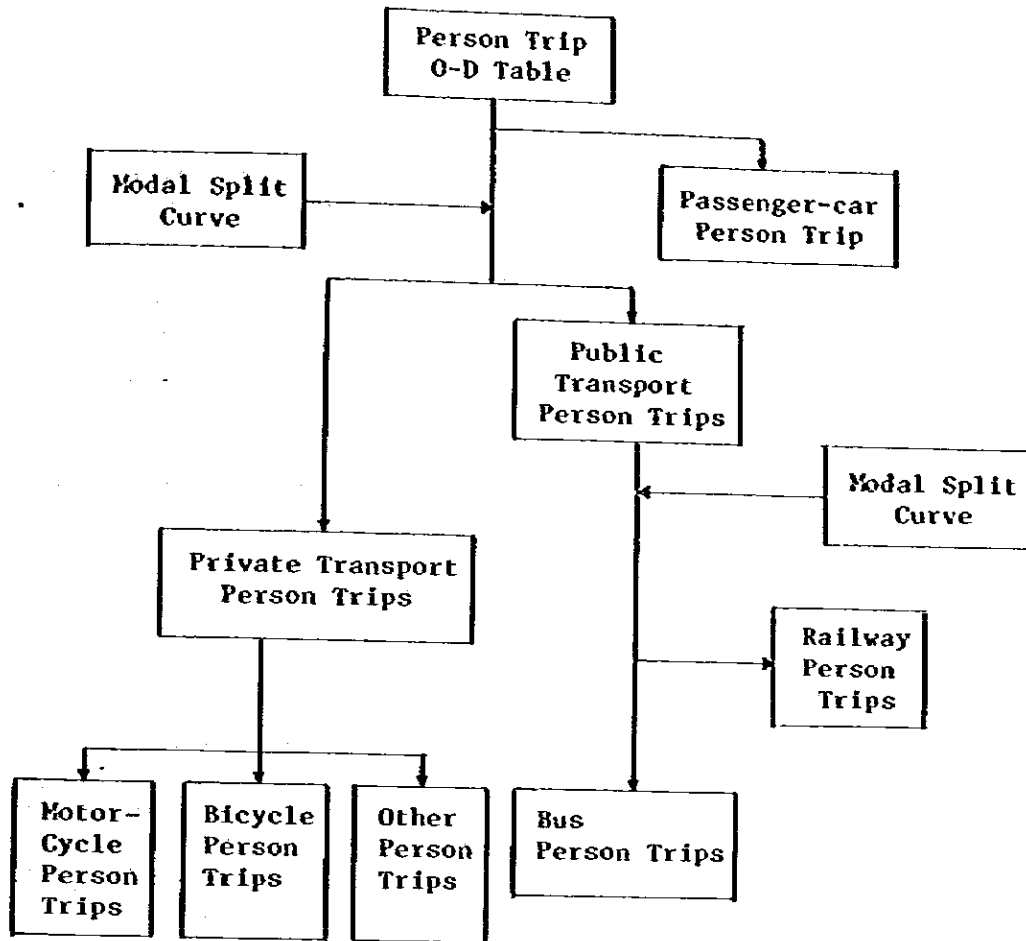 Person Trip
O-D Table
Modal Split
Curve
Passenger-car
Person Trip
Public
Transport
Person Trips
Modal Split
Curve
Private Transport
Person Trips
Railway
Person
Trips
Motor-
Cycle
Person
Trips
Bicycle
Person
Trips
Other
Person
Trips
Bus
Person Trips